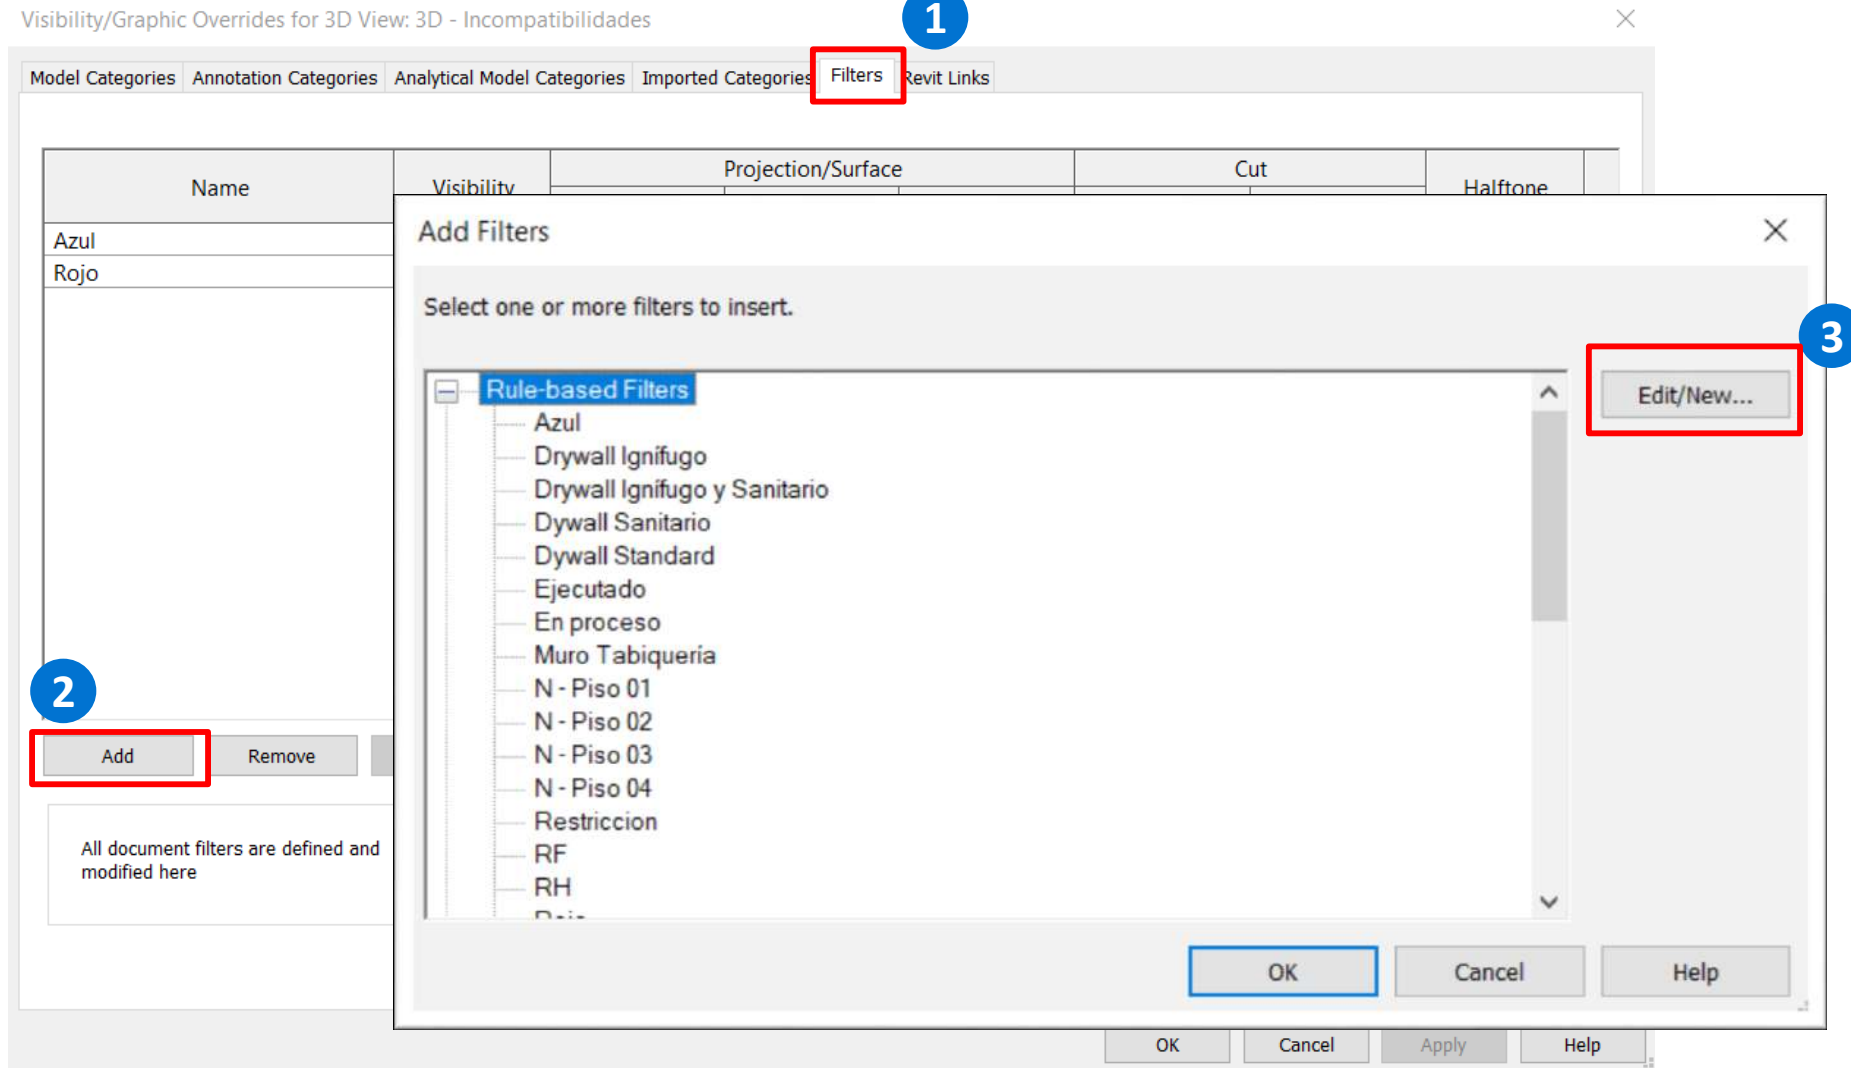 Visibility/Graphic Overrides for 3D View: 3D - Incompatibilidades
1
Model Categories Annotation Categories Analytical Model Categories Imported Categories Filters Revit Links
Name Visibility Projection/Surface Cut Halftone
Azul
Rojo
Add Filters
Select one or more filters to insert.
3
Rule-based Filters
Edit/New...
Azul
Drywall Ignífugo
Drywall Ignífugo y Sanitario
Dywall Sanitario
Dywall Standard
Ejecutado
En proceso
Muro Tabiquería
N - Piso 01
N - Piso 02
N - Piso 03
N - Piso 04
Restriccion
RF
RH
Rojo
OK Cancel Help
2
Add Remove
All document filters are defined and
modified here
OK Cancel Apply Help